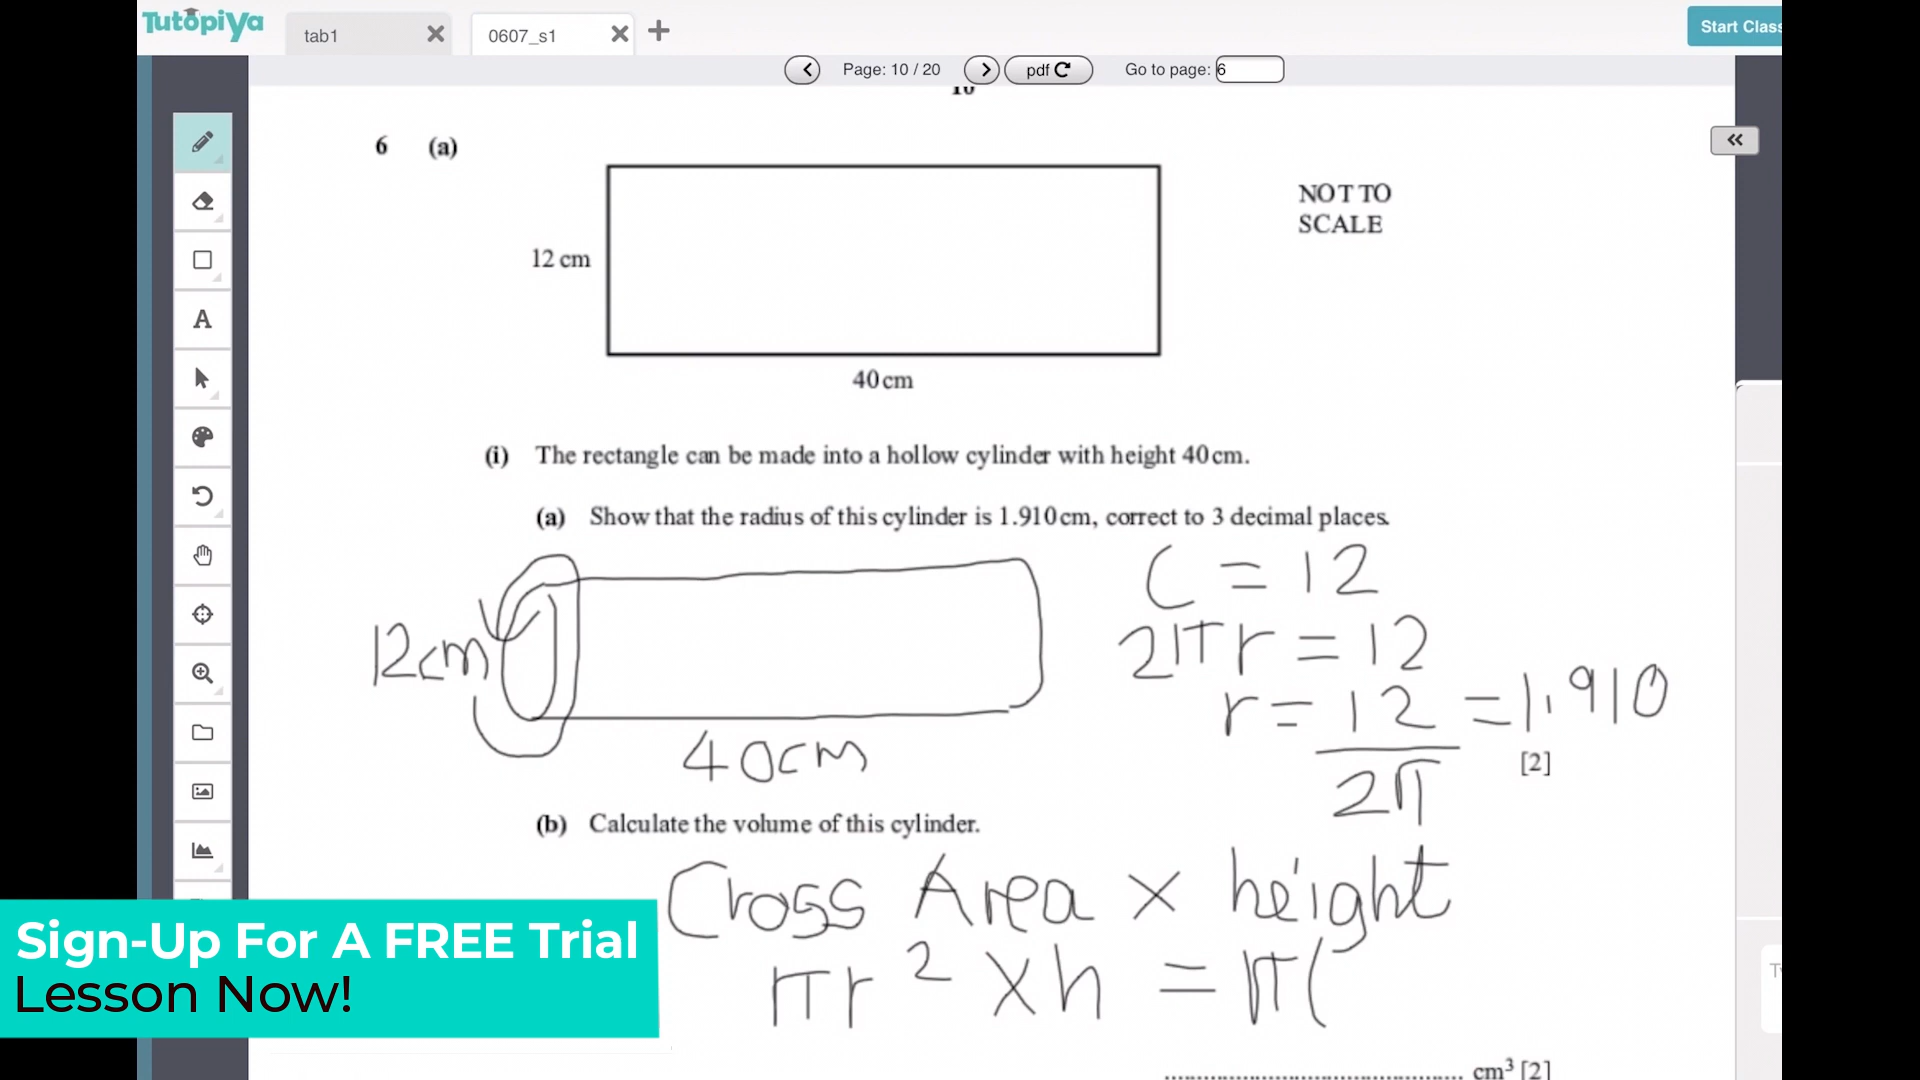 Tutopiya
tab1
0607_s1
Start Clas
Page: 10 / 20
pdf
Go to page: 6
10
6 (a)
NOT TO
SCALE
12 cm
40 cm
(i) The rectangle can be made into a hollow cylinder with height 40 cm.
(a) Show that the radius of this cylinder is 1.910 cm, correct to 3 decimal places.
C = 12
2πr = 12
12cm
r = 12/2π = 1.910
40cm
[2]
(b) Calculate the volume of this cylinder.
Cross Area × height
πr² × h = π(
Sign-Up For A FREE Trial
Lesson Now!
A
.............................................. cm³ [2]